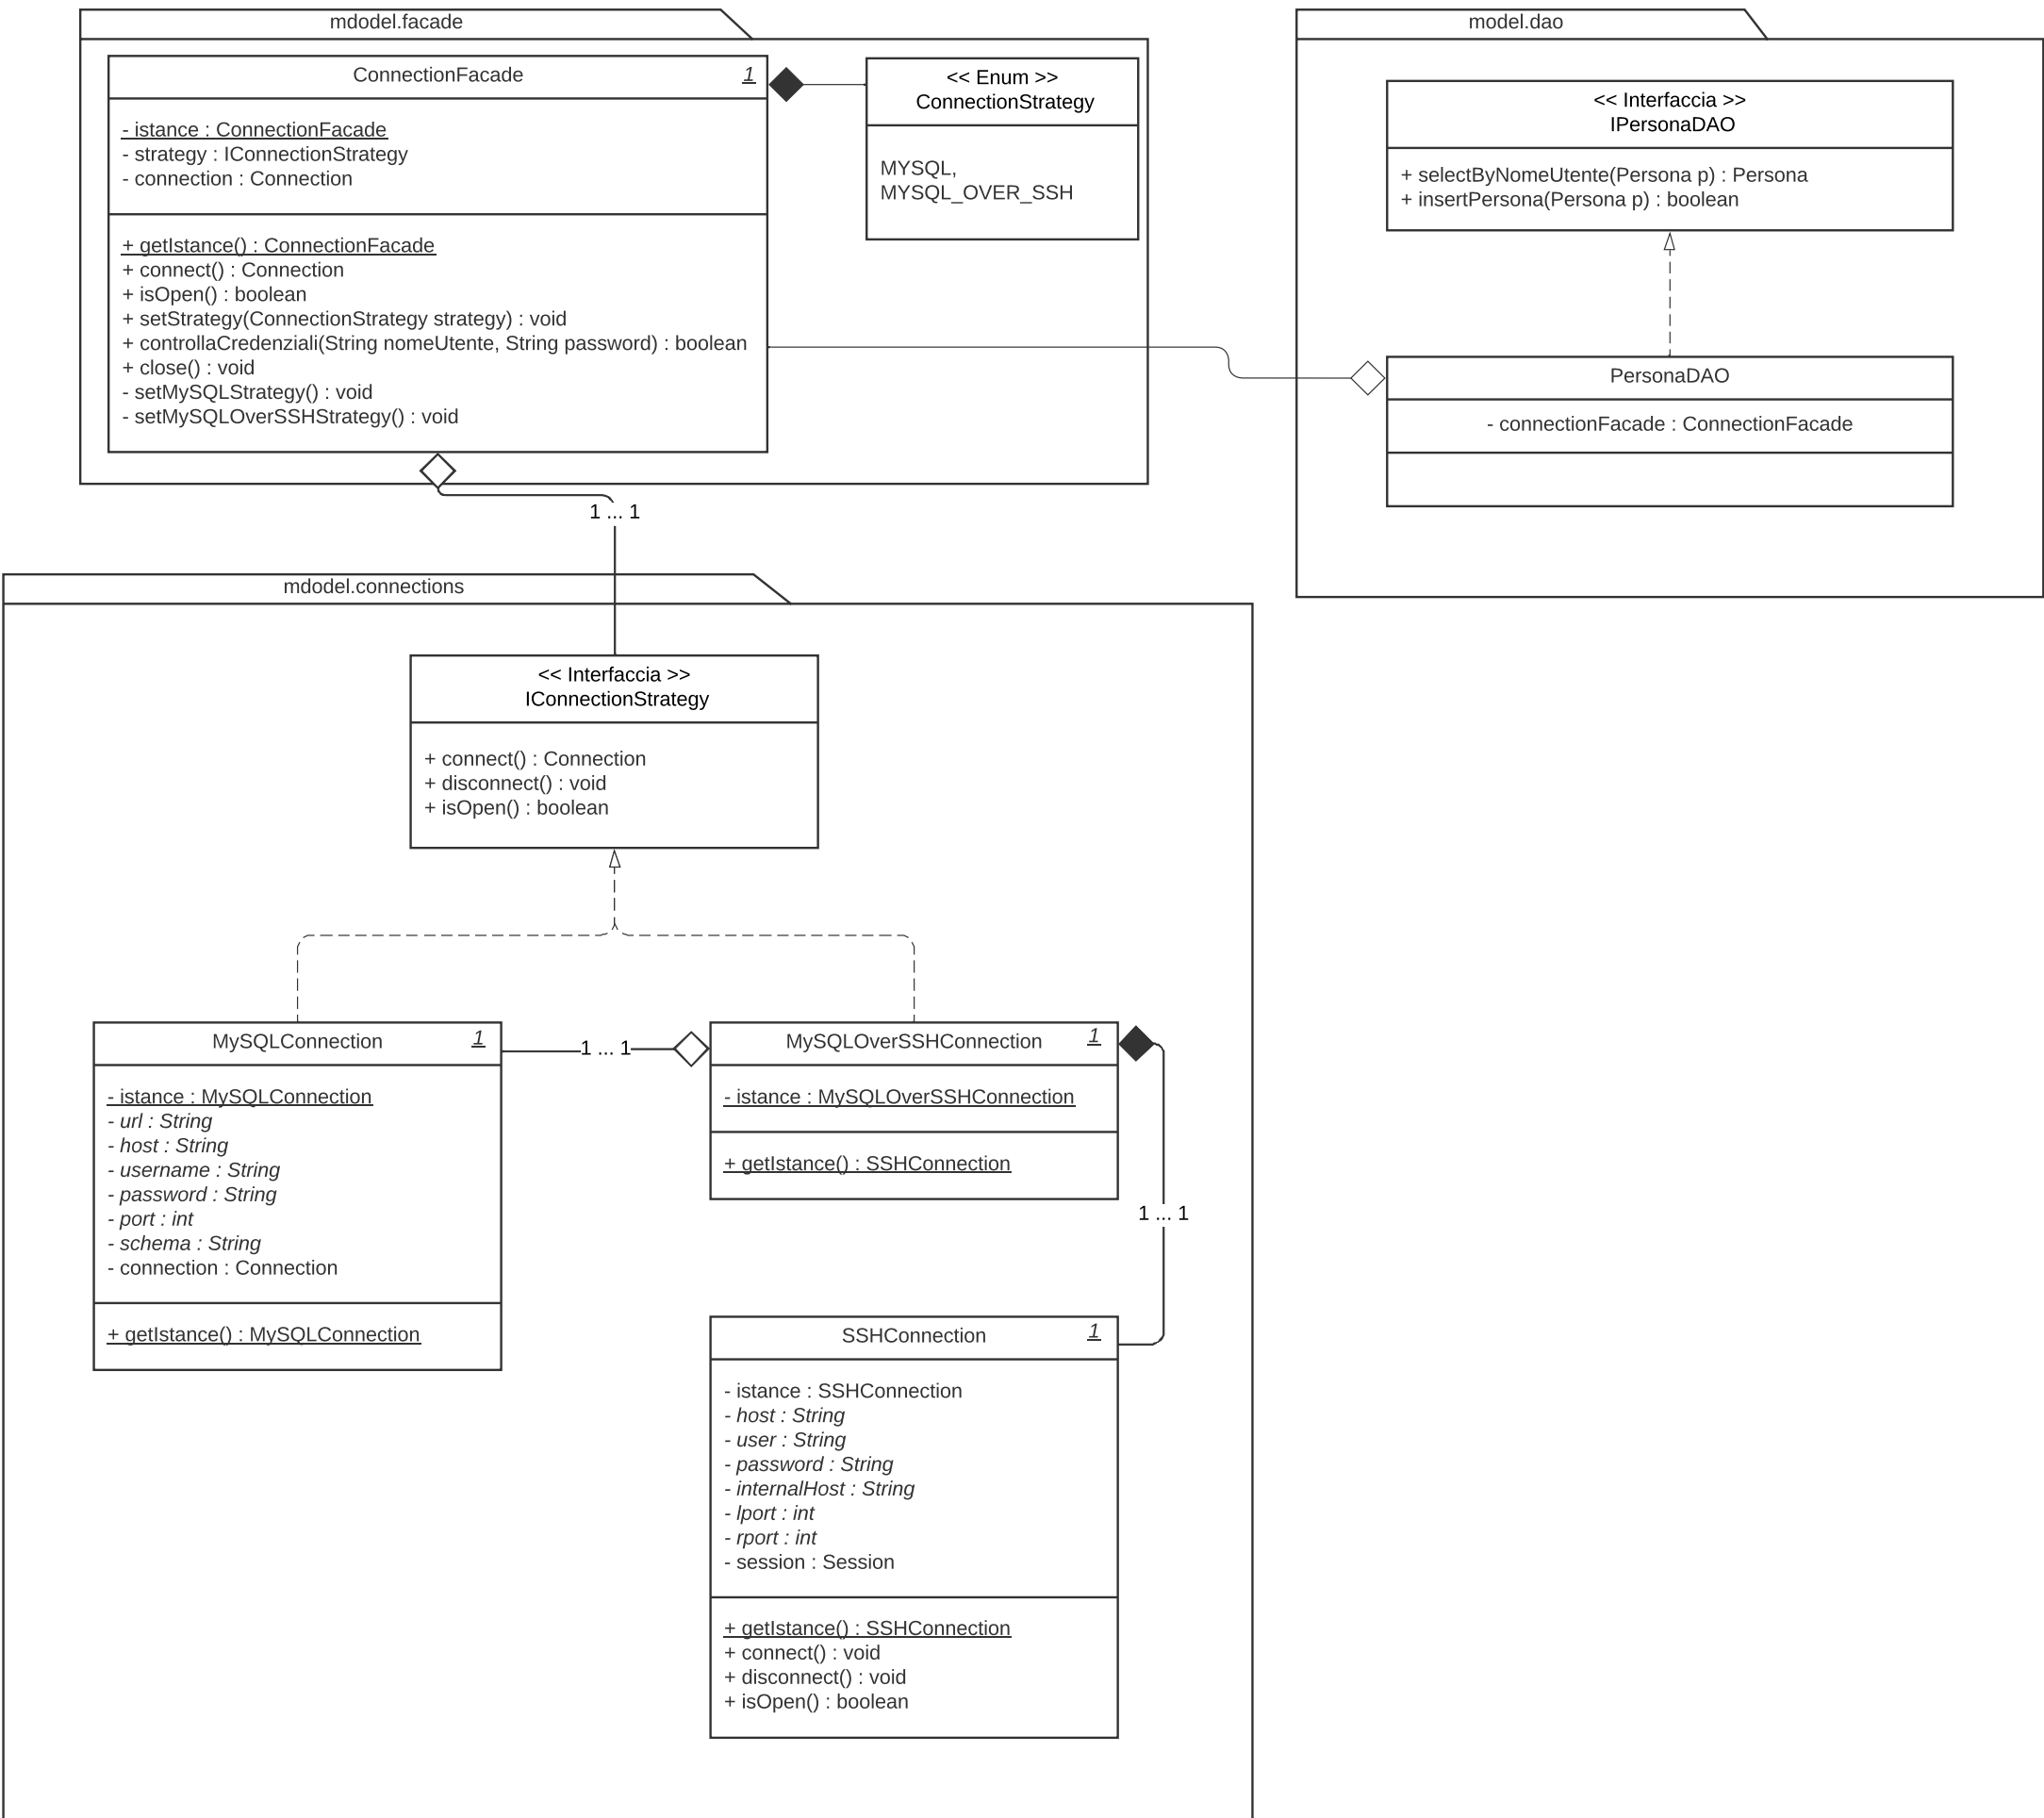 mdodel.facade
ConnectionFacade 1
- istance : ConnectionFacade
- strategy : IConnectionStrategy
- connection : Connection
+ getIstance() : ConnectionFacade
+ connect() : Connection
+ isOpen() : boolean
+ setStrategy(ConnectionStrategy strategy) : void
+ controllaCredenziali(String nomeUtente, String password) : boolean
+ close() : void
- setMySQLStrategy() : void
- setMySQLOverSSHStrategy() : void
<< Enum >>
ConnectionStrategy
MYSQL,
MYSQL_OVER_SSH
model.dao
<< Interfaccia >>
IPersonaDAO
+ selectByNomeUtente(Persona p) : Persona
+ insertPersona(Persona p) : boolean
PersonaDAO
- connectionFacade : ConnectionFacade
1 ... 1
mdodel.connections
<< Interfaccia >>
IConnectionStrategy
+ connect() : Connection
+ disconnect() : void
+ isOpen() : boolean
MySQLConnection 1
- istance : MySQLConnection
- url : String
- host : String
- username : String
- password : String
- port : int
- schema : String
- connection : Connection
+ getIstance() : MySQLConnection
1 ... 1
MySQLOverSSHConnection 1
- istance : MySQLOverSSHConnection
+ getIstance() : SSHConnection
1 ... 1
SSHConnection 1
- istance : SSHConnection
- host : String
- user : String
- password : String
- internalHost : String
- lport : int
- rport : int
- session : Session
+ getIstance() : SSHConnection
+ connect() : void
+ disconnect() : void
+ isOpen() : boolean